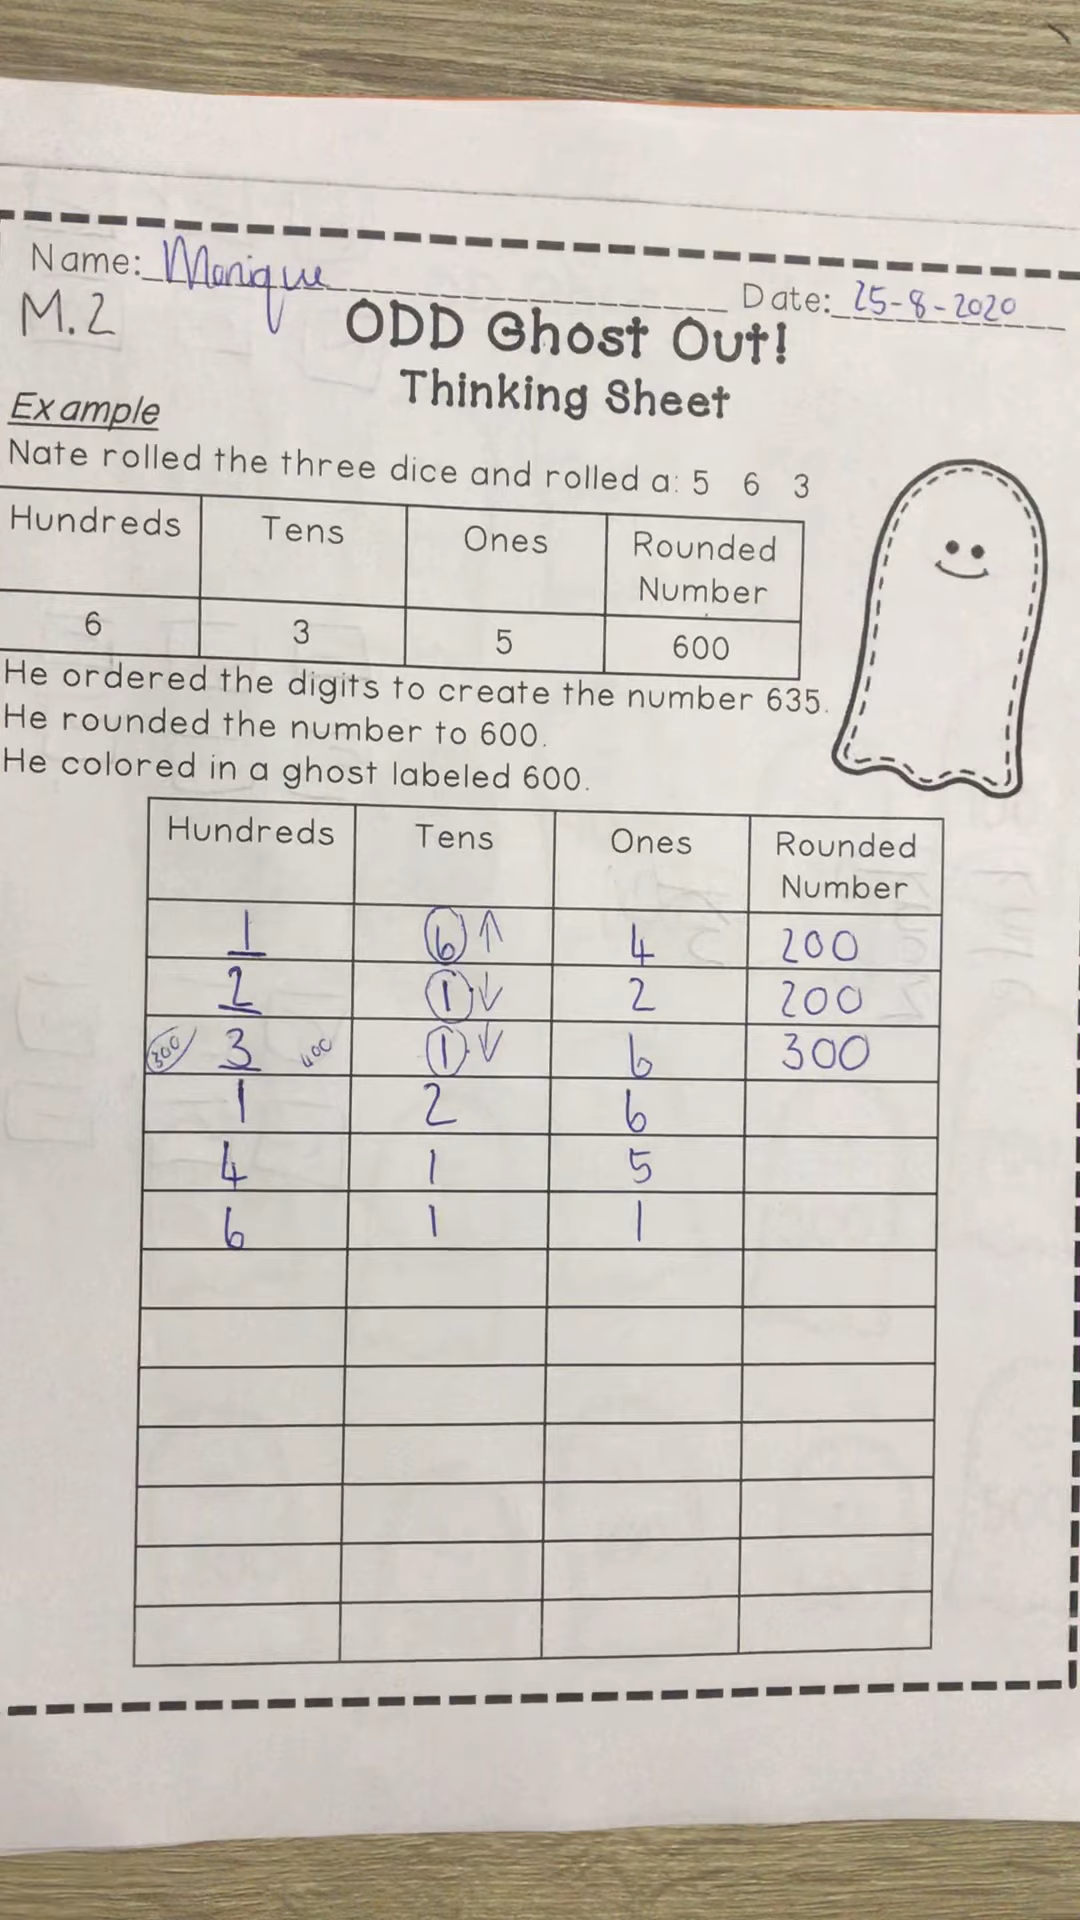 Name: Monique Date: 25-8-2020
M.2
ODD Ghost Out!
Thinking Sheet
Example
Nate rolled the three dice and rolled a: 5 6 3
Hundreds Tens Ones Rounded Number
6 3 5 600
He ordered the digits to create the number 635.
He rounded the number to 600.
He colored in a ghost labeled 600.
Hundreds Tens Ones Rounded Number
1 6 ↑ 4 200
2 1 ↓ 2 200
300 3 400 1 ↓ 6 300
1 2 6
4 1 5
6 1 1